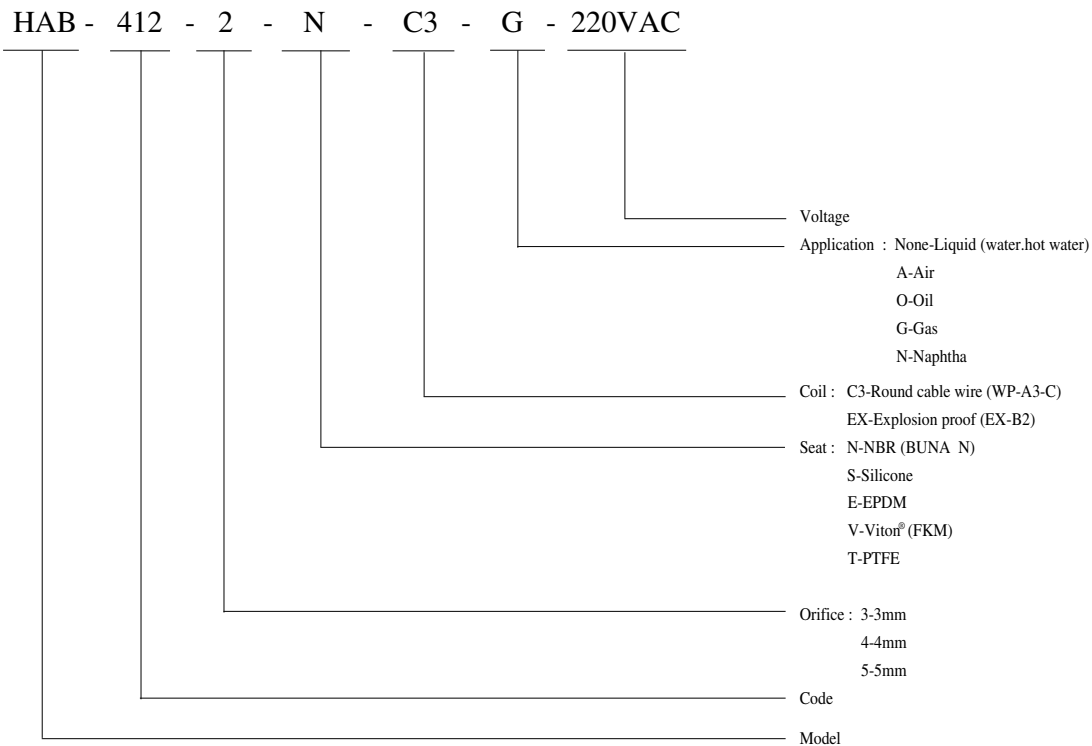 HAB - 412 - 2 - N - C3 - G - 220VAC
Voltage
Application : None-Liquid (water.hot water)
A-Air
O-Oil
G-Gas
N-Naphtha
Coil : C3-Round cable wire (WP-A3-C)
EX-Explosion proof (EX-B2)
Seat : N-NBR (BUNA N)
S-Silicone
E-EPDM
V-Viton® (FKM)
T-PTFE
Orifice : 3-3mm
4-4mm
5-5mm
Code
Model